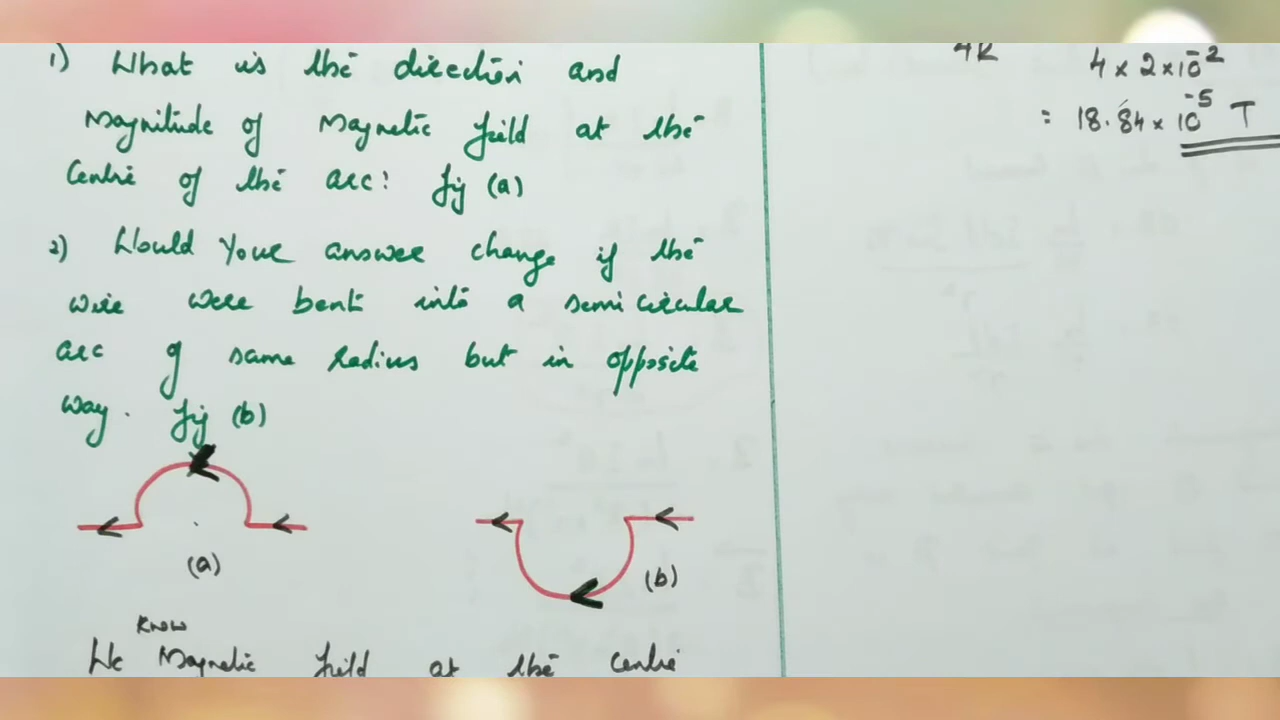 1) What is the direction and
Magnitude of Magnetic field at the
Centre of the arc? Fig (a)
2) Would your answer change if the
wire were bent into a semi circular
arc of same radius but in opposite
way. Fig (b)
(a)
(b)
Know
We Magnetic field at the centre
4R
4 × 2 × 10⁻²
= 18.84 × 10⁻⁵ T